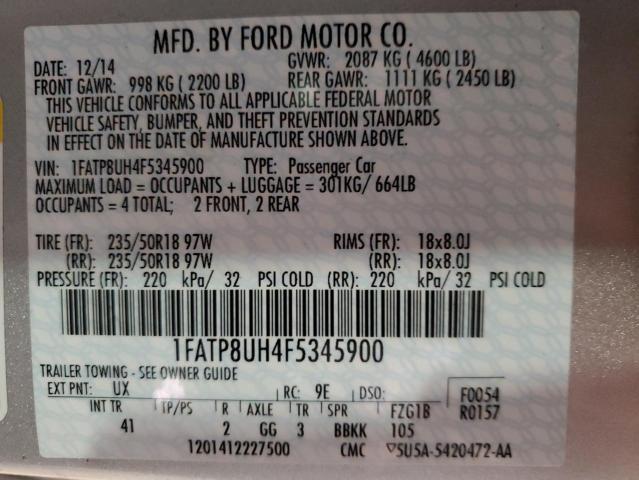 MFD. BY FORD MOTOR CO.
DATE: 12/14 GVWR: 2087 KG ( 4600 LB)
FRONT GAWR: 998 KG ( 2200 LB) REAR GAWR: 1111 KG ( 2450 LB)
THIS VEHICLE CONFORMS TO ALL APPLICABLE FEDERAL MOTOR
VEHICLE SAFETY, BUMPER, AND THEFT PREVENTION STANDARDS
IN EFFECT ON THE DATE OF MANUFACTURE SHOWN ABOVE.
VIN: 1FATP8UH4F5345900 TYPE: Passenger Car
MAXIMUM LOAD = OCCUPANTS + LUGGAGE = 301KG/ 664LB
OCCUPANTS = 4 TOTAL; 2 FRONT, 2 REAR
TIRE (FR): 235/50R18 97W RIMS (FR): 18x8.0J
(RR): 235/50R18 97W (RR): 18x8.0J
PRESSURE (FR): 220 kPa/ 32 PSI COLD (RR): 220 kPa/ 32 PSI COLD
1FATP8UH4F5345900
TRAILER TOWING - SEE OWNER GUIDE
EXT PNT: UX RC: 9E DSO: F0054
INT TR TP/PS R AXLE TR SPR FZG1B R0157
41 2 GG 3 BBKK 105
1201412227500 CMC ▽5U5A-5420472-AA